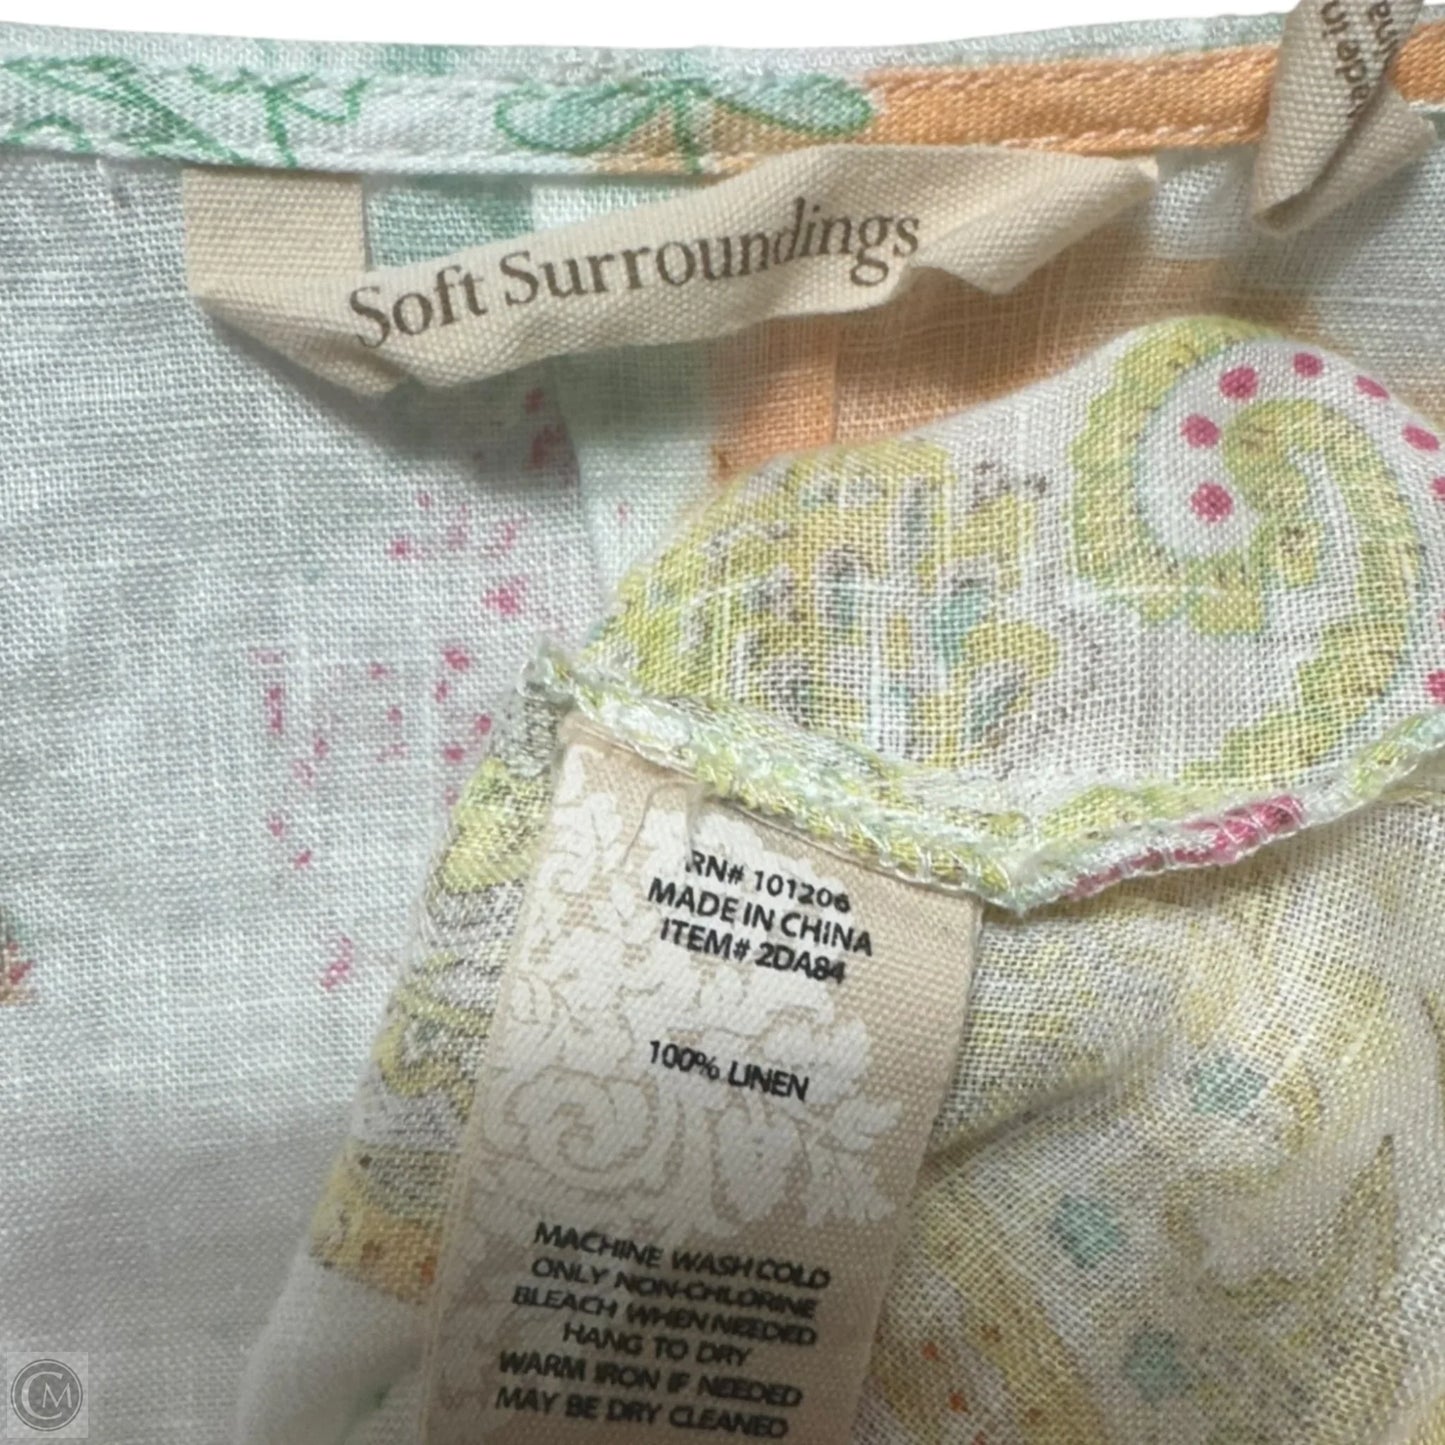 Soft Surroundings
RN# 101206
MADE IN CHINA
ITEM# 2DA84
100% LINEN
MACHINE WASH COLD
ONLY NON-CHLORINE
BLEACH WHEN NEEDED
HANG TO DRY
WARM IRON IF NEEDED
MAY BE DRY CLEANED
CM